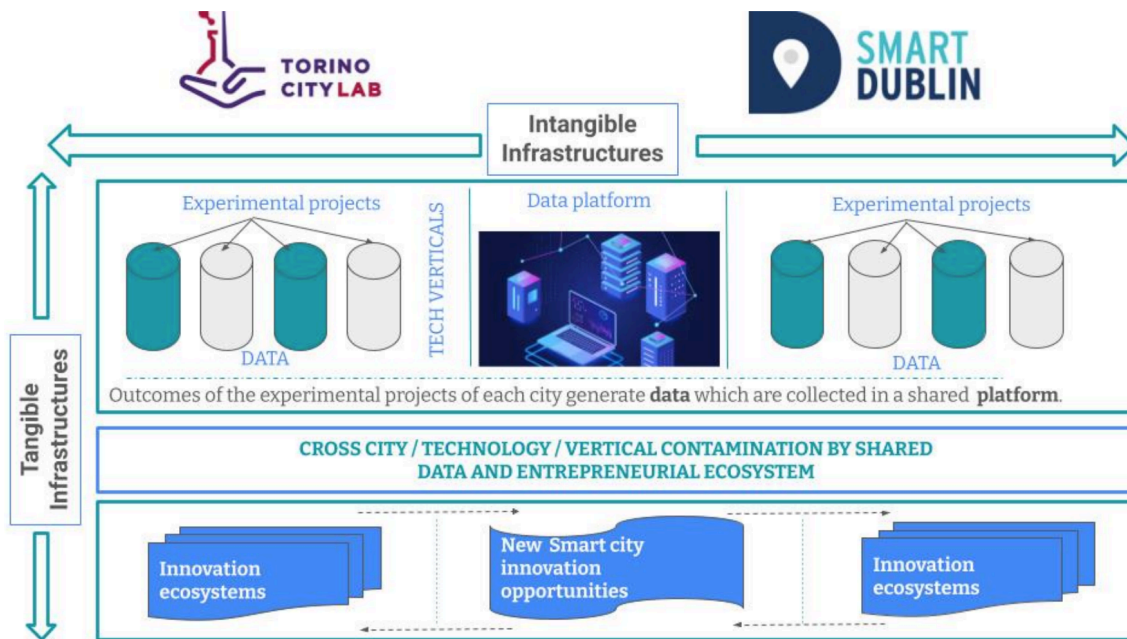 TORINO
CITYLAB
SMART
DUBLIN
Intangible
Infrastructures
Tangible
Infrastructures
Experimental projects
DATA
TECH VERTICALS
Data platform
Experimental projects
DATA
Outcomes of the experimental projects of each city generate data which are collected in a shared platform.
CROSS CITY / TECHNOLOGY / VERTICAL CONTAMINATION BY SHARED
DATA AND ENTREPRENEURIAL ECOSYSTEM
Innovation
ecosystems
New Smart city
innovation
opportunities
Innovation
ecosystems